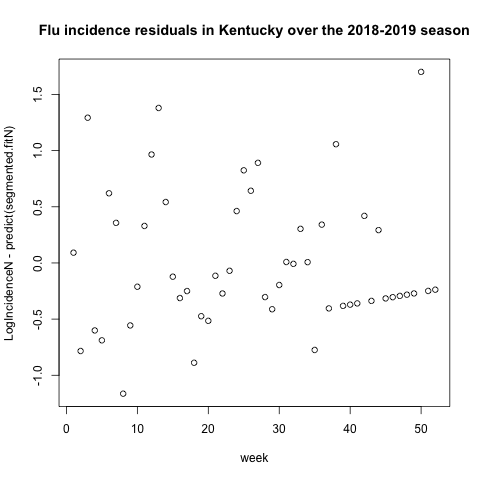 Flu incidence residuals in Kentucky over the 2018-2019 season
LogIncidenceN - predict(segmented.fitN)
1.5
1.0
0.5
0.0
-0.5
-1.0
0 10 20 30 40 50
week